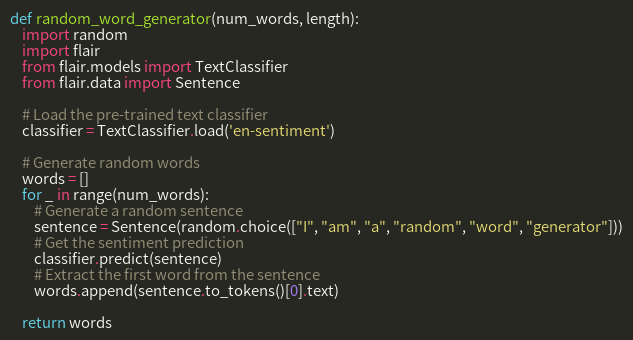 def random_word_generator(num_words, length):
    import random
    import flair
    from flair.models import TextClassifier
    from flair.data import Sentence

    # Load the pre-trained text classifier
    classifier = TextClassifier.load('en-sentiment')

    # Generate random words
    words = []
    for _ in range(num_words):
        # Generate a random sentence
        sentence = Sentence(random.choice(["I", "am", "a", "random", "word", "generator"]))
        # Get the sentiment prediction
        classifier.predict(sentence)
        # Extract the first word from the sentence
        words.append(sentence.to_tokens()[0].text)

    return words